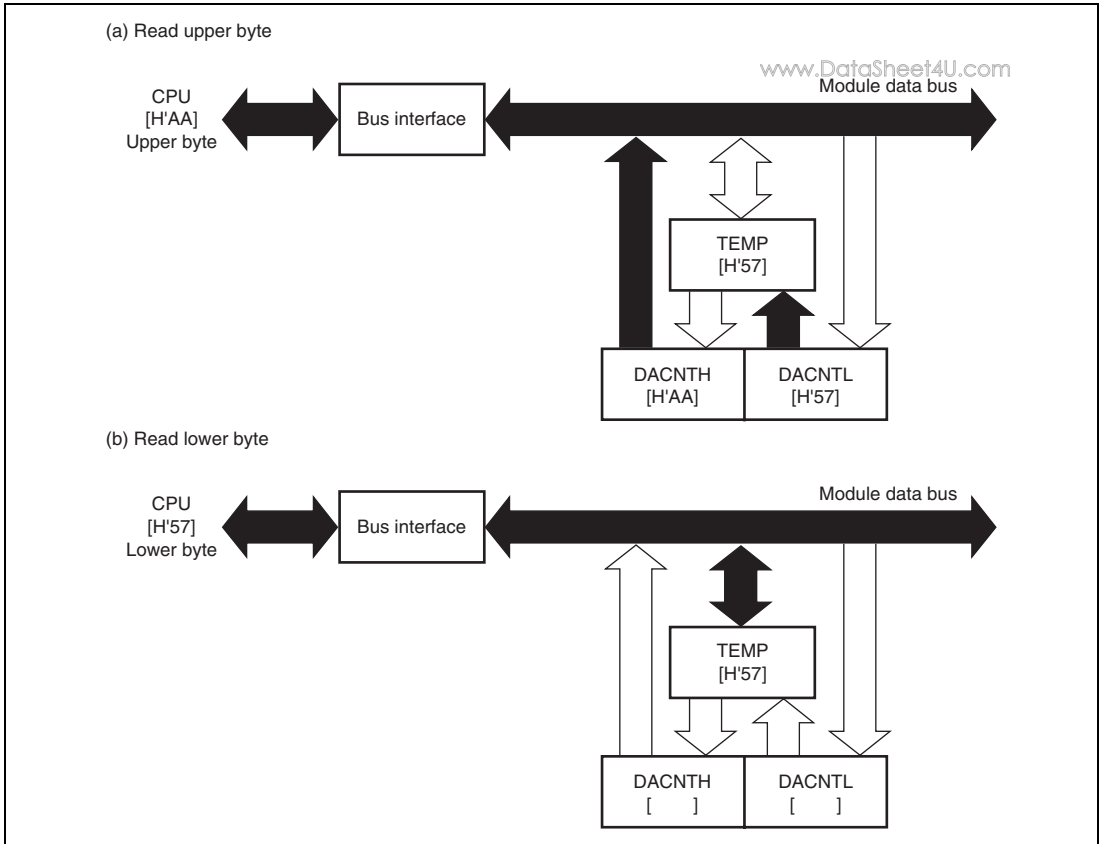 (a) Read upper byte
www.DataSheet4U.com
Module data bus
CPU
[H'AA]
Upper byte
Bus interface
TEMP
[H'57]
DACNTH
[H'AA]
DACNTL
[H'57]
(b) Read lower byte
Module data bus
CPU
[H'57]
Lower byte
Bus interface
TEMP
[H'57]
DACNTH
[ ]
DACNTL
[ ]